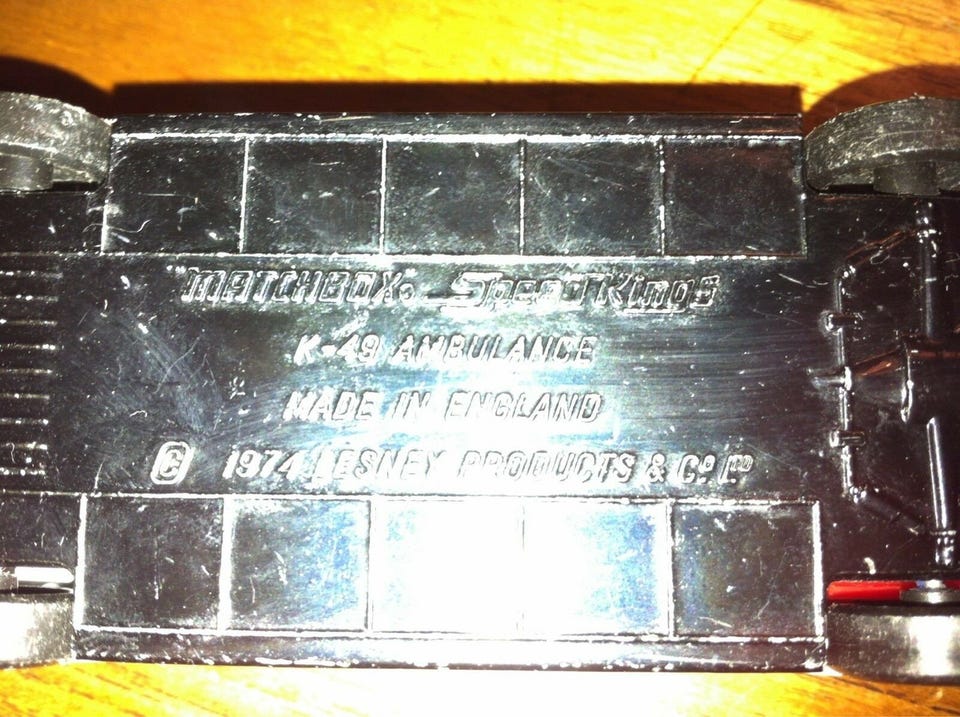 "MATCHBOX"® SpeedKings
K-49 AMBULANCE
MADE IN ENGLAND
© 1974 LESNEY PRODUCTS & Co. LTD